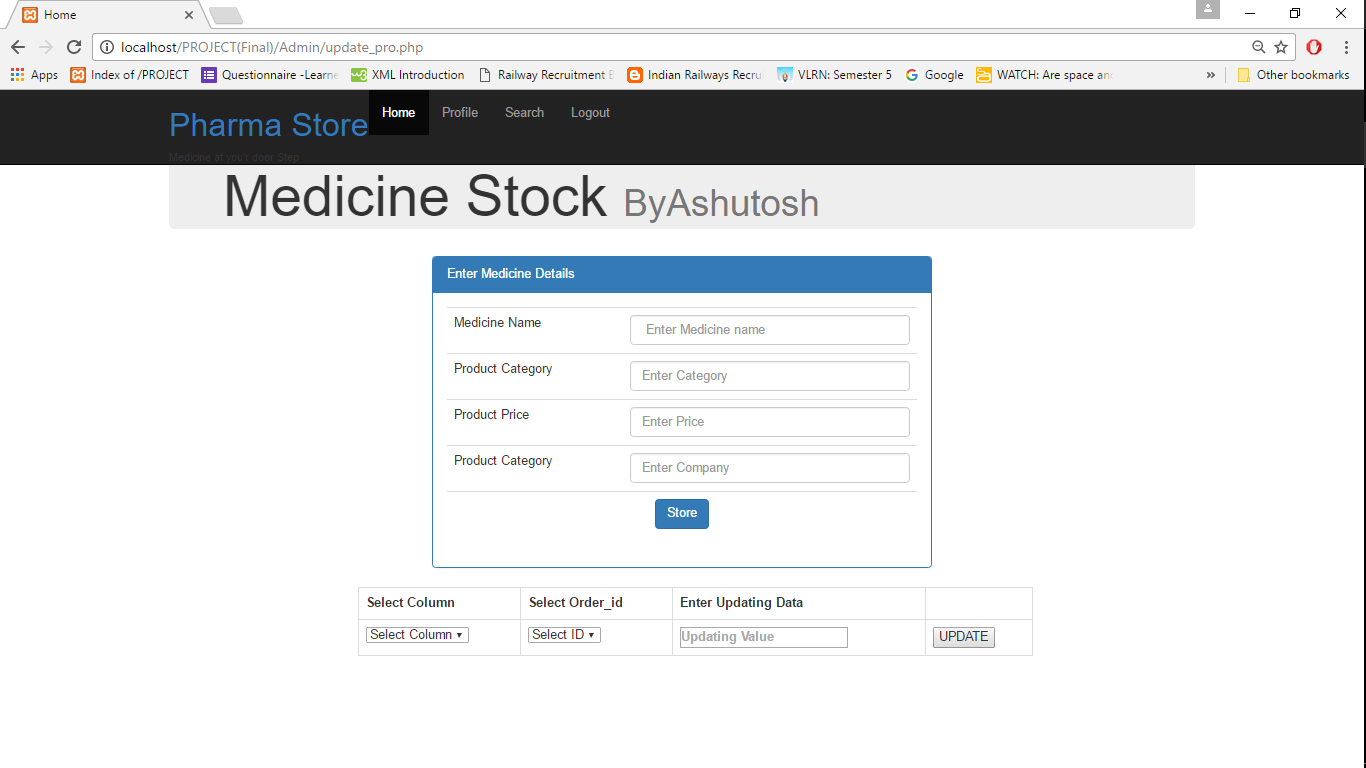 Home
localhost/PROJECT(Final)/Admin/update_pro.php
Apps Index of /PROJECT Questionnaire -Learne XML Introduction Railway Recruitment Indian Railways Recru VLRN: Semester 5 Google WATCH: Are space an » Other bookmarks
Pharma Store Home Profile Search Logout
Medicine at your door Step
Medicine Stock ByAshutosh
Enter Medicine Details
Medicine Name Enter Medicine name
Product Category Enter Category
Product Price Enter Price
Product Category Enter Company
Store
Select Column Select Order_id Enter Updating Data
Select Column Select ID Updating Value UPDATE